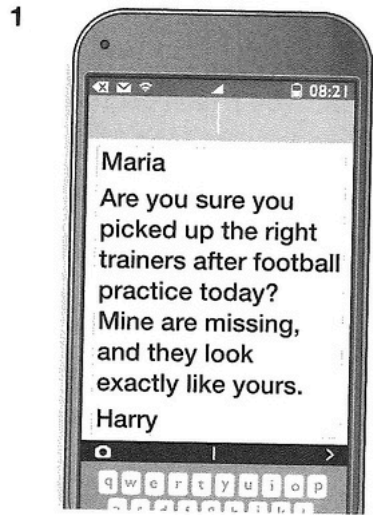 1
08:21
Maria
Are you sure you
picked up the right
trainers after football
practice today?
Mine are missing,
and they look
exactly like yours.
Harry
q w e r t y u i o p